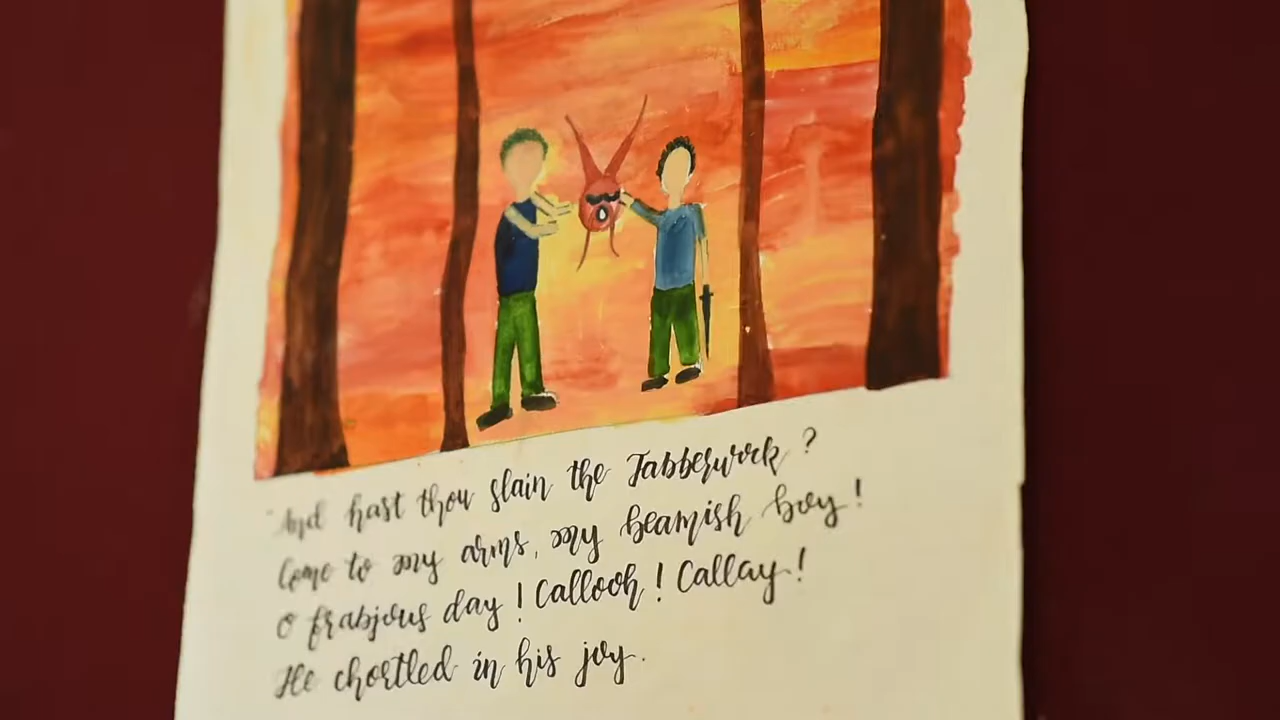 "And hast thou slain the Jabberwork ?
Come to my arms, my beamish boy !
O frabjous day ! Callooh ! Callay !
He chortled in his joy.